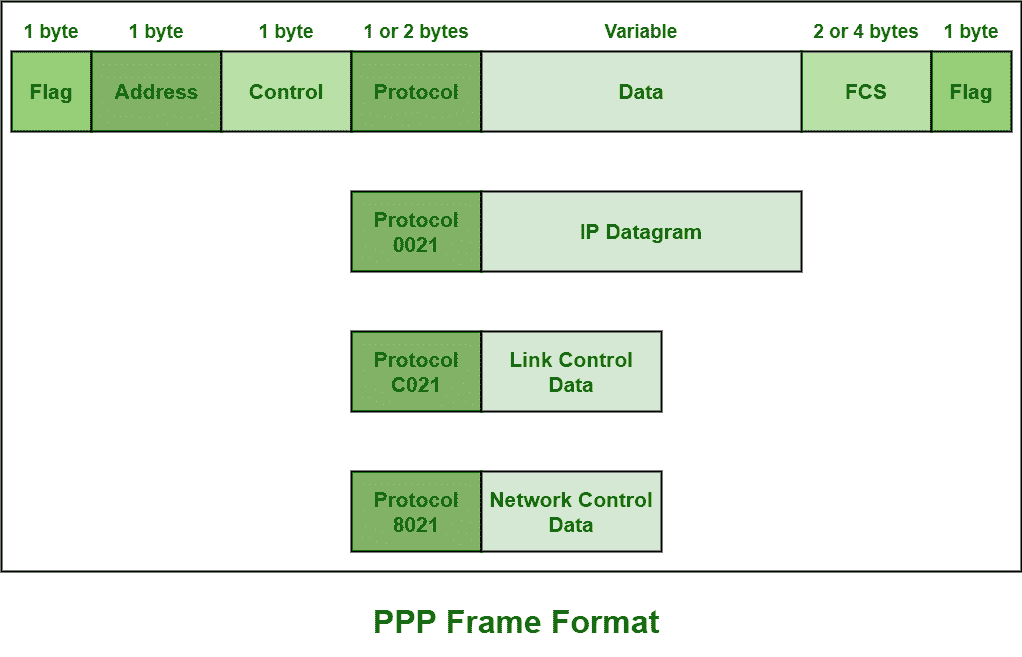 1 byte 1 byte 1 byte 1 or 2 bytes Variable 2 or 4 bytes 1 byte
Flag Address Control Protocol Data FCS Flag
Protocol
0021
IP Datagram
Protocol
C021
Link Control
Data
Protocol
8021
Network Control
Data
PPP Frame Format